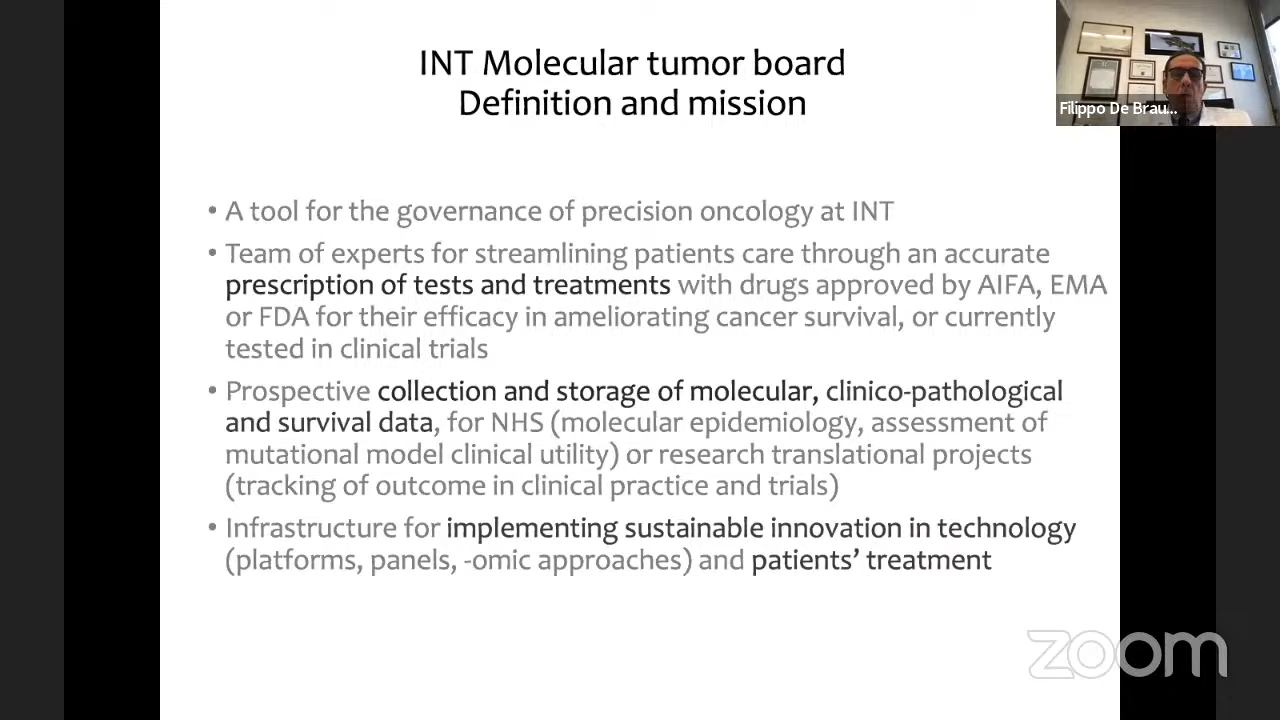 INT Molecular tumor board
Definition and mission
Filippo De Brau...
• A tool for the governance of precision oncology at INT
• Team of experts for streamlining patients care through an accurate
prescription of tests and treatments with drugs approved by AIFA, EMA
or FDA for their efficacy in ameliorating cancer survival, or currently
tested in clinical trials
• Prospective collection and storage of molecular, clinico-pathological
and survival data, for NHS (molecular epidemiology, assessment of
mutational model clinical utility) or research translational projects
(tracking of outcome in clinical practice and trials)
• Infrastructure for implementing sustainable innovation in technology
(platforms, panels, -omic approaches) and patients’ treatment
zoom